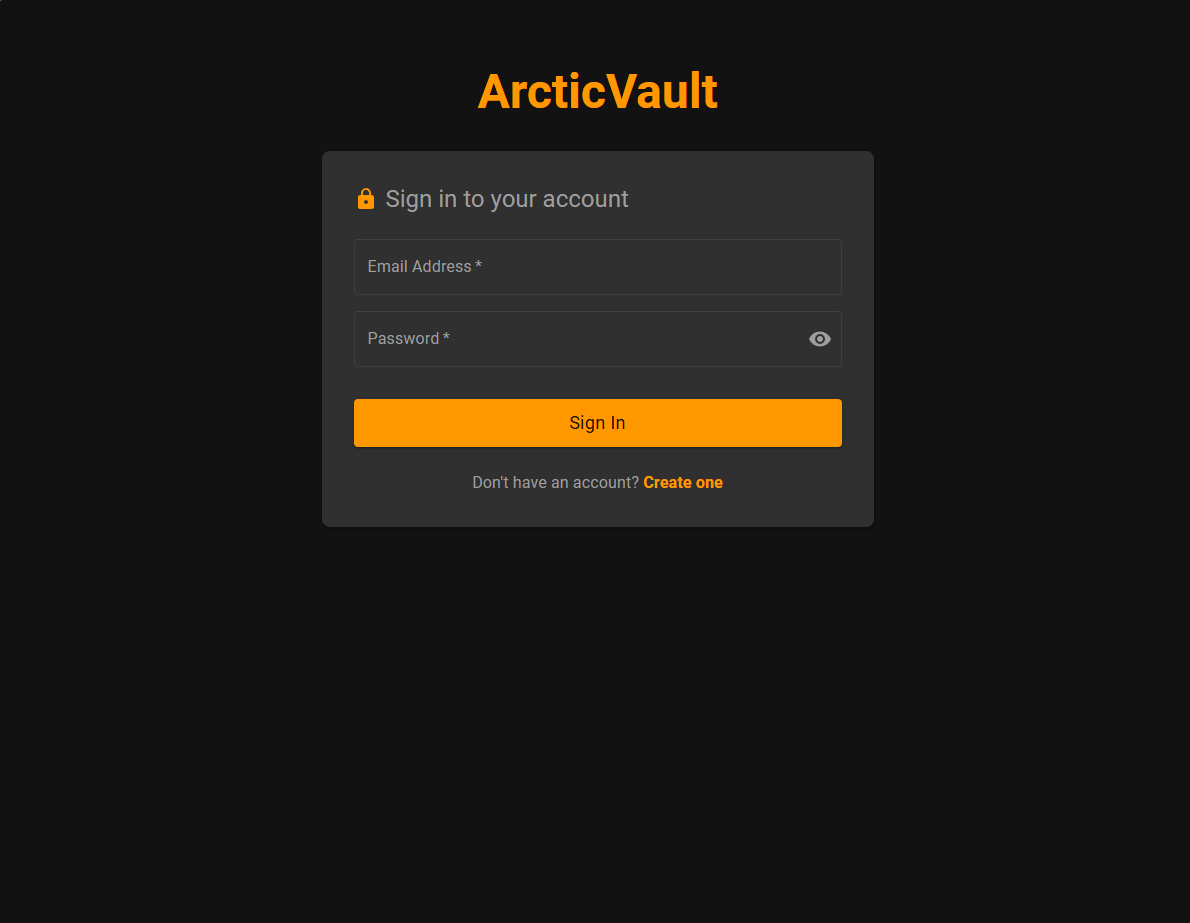 ArcticVault
Sign in to your account
Email Address *
Password *
Sign In
Don't have an account? Create one